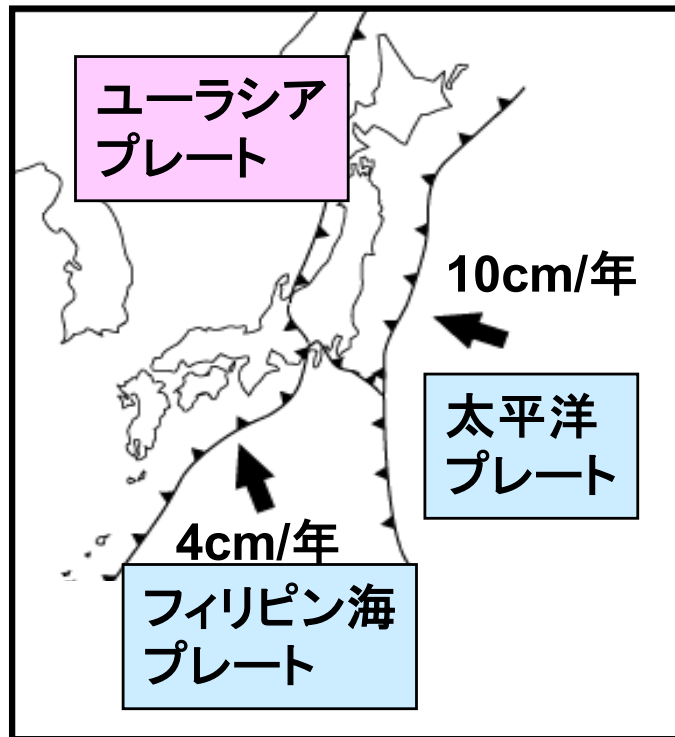 ユーラシア
プレート
10cm/年
太平洋
プレート
4cm/年
フィリピン海
プレート